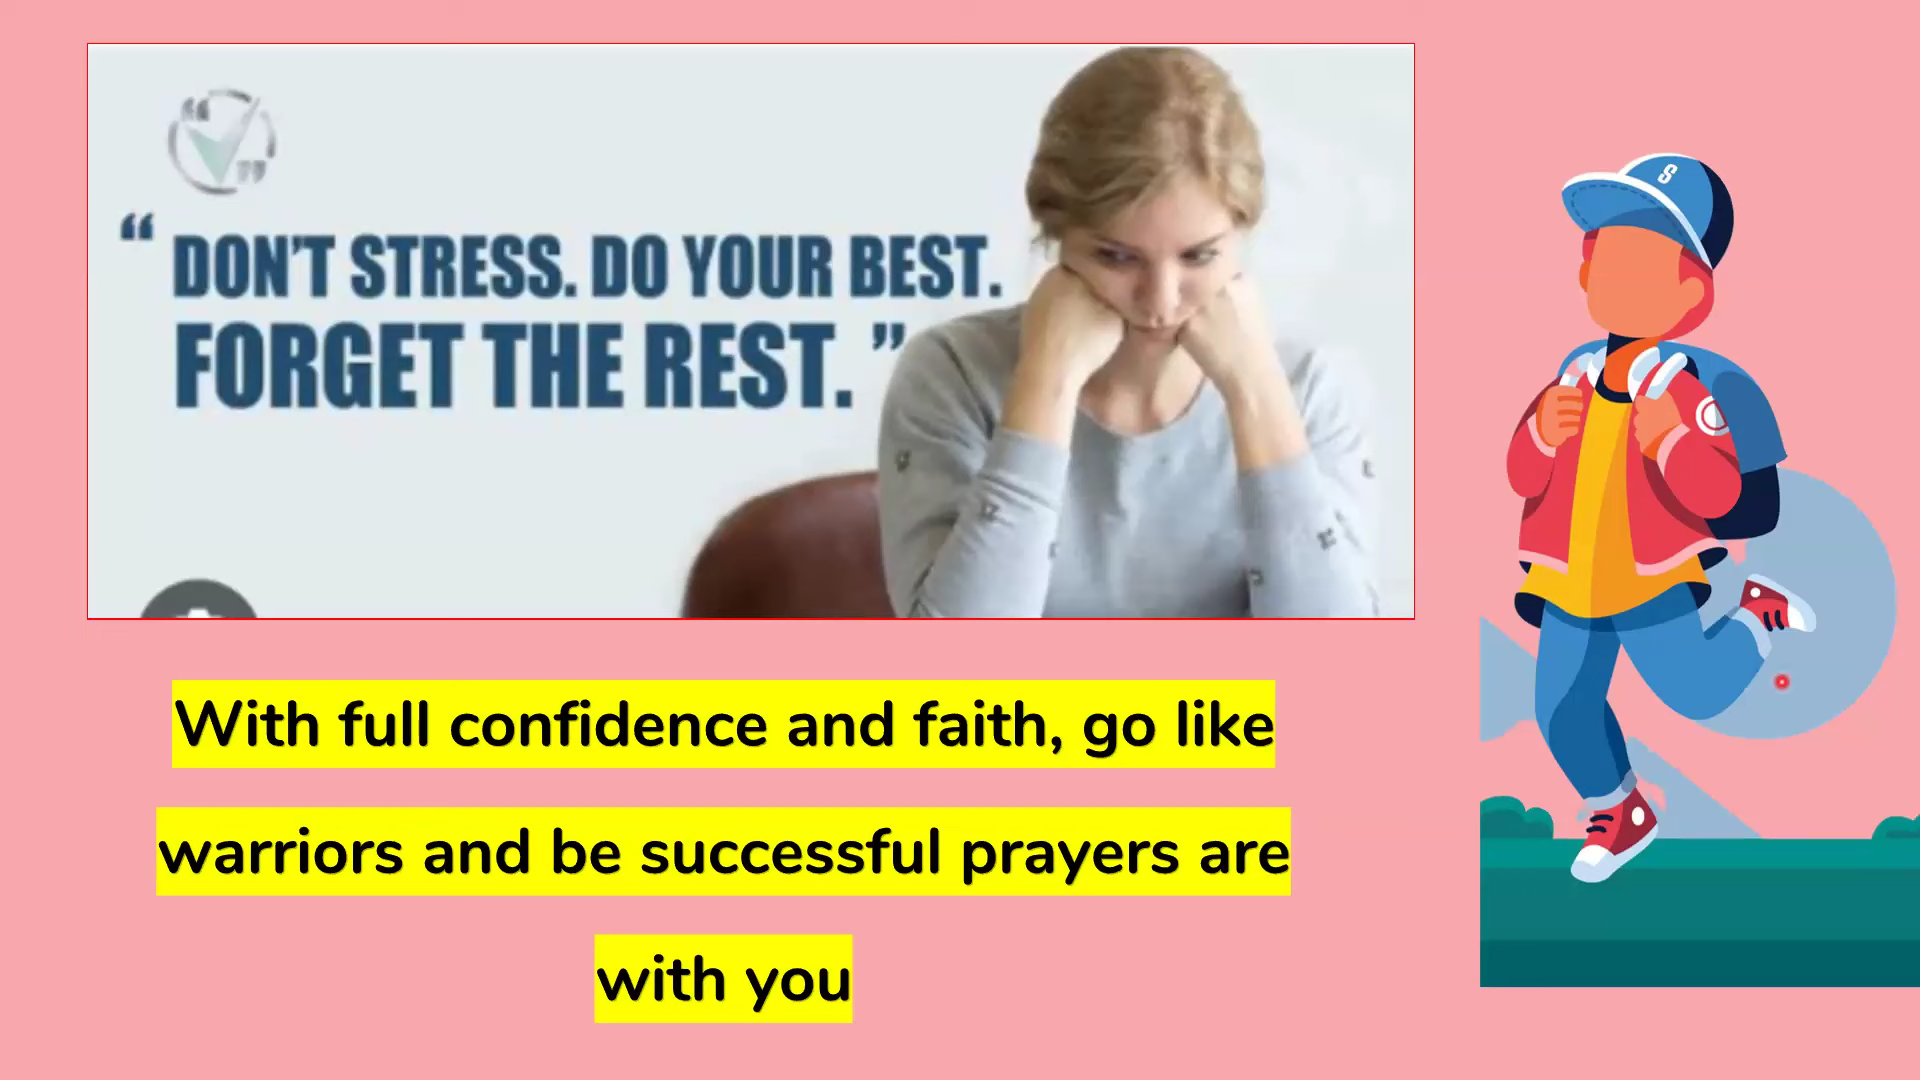 “ DON'T STRESS. DO YOUR BEST.
FORGET THE REST. ”
S
With full confidence and faith, go like
warriors and be successful prayers are
with you